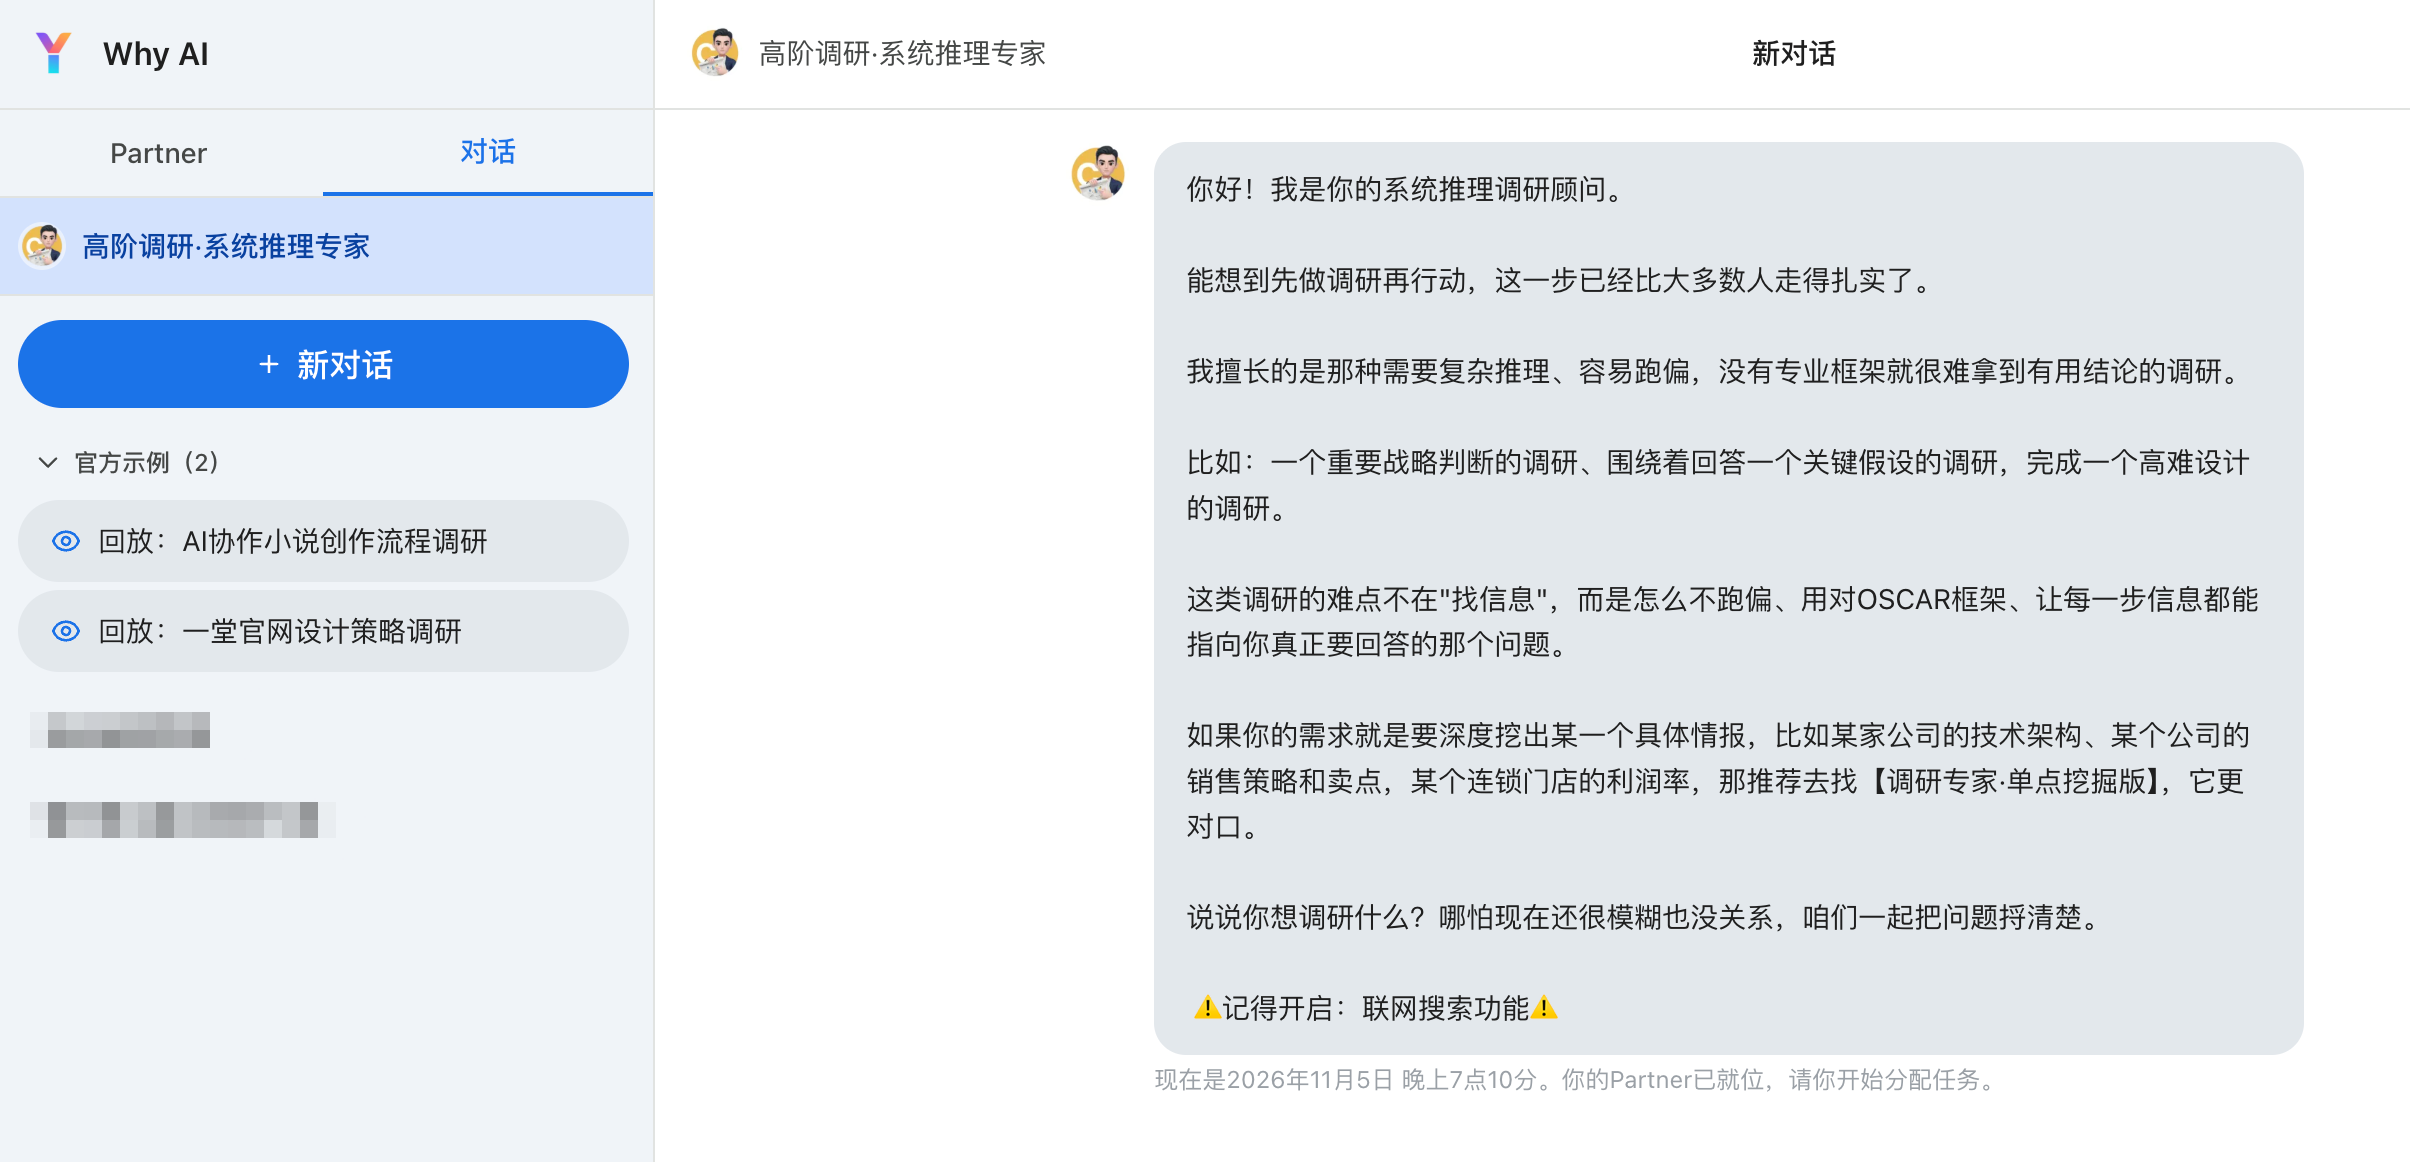 Why AI
Partner
对话
高阶调研·系统推理专家
+ 新对话
官方示例（2）
回放：AI协作小说创作流程调研
回放：一堂官网设计策略调研
高阶调研·系统推理专家
新对话
你好！我是你的系统推理调研顾问。
能想到先做调研再行动，这一步已经比大多数人走得扎实了。
我擅长的是那种需要复杂推理、容易跑偏，没有专业框架就很难拿到有用结论的调研。
比如：一个重要战略判断的调研、围绕着回答一个关键假设的调研，完成一个高难设计
的调研。
这类调研的难点不在"找信息"，而是怎么不跑偏、用对OSCAR框架、让每一步信息都能
指向你真正要回答的那个问题。
如果你的需求就是要深度挖出某一个具体情报，比如某家公司的技术架构、某个公司的
销售策略和卖点，某个连锁门店的利润率，那推荐去找【调研专家·单点挖掘版】，它更
对口。
说说你想调研什么？哪怕现在还很模糊也没关系，咱们一起把问题捋清楚。
⚠️记得开启：联网搜索功能⚠️
现在是2026年11月5日 晚上7点10分。你的Partner已就位，请你开始分配任务。